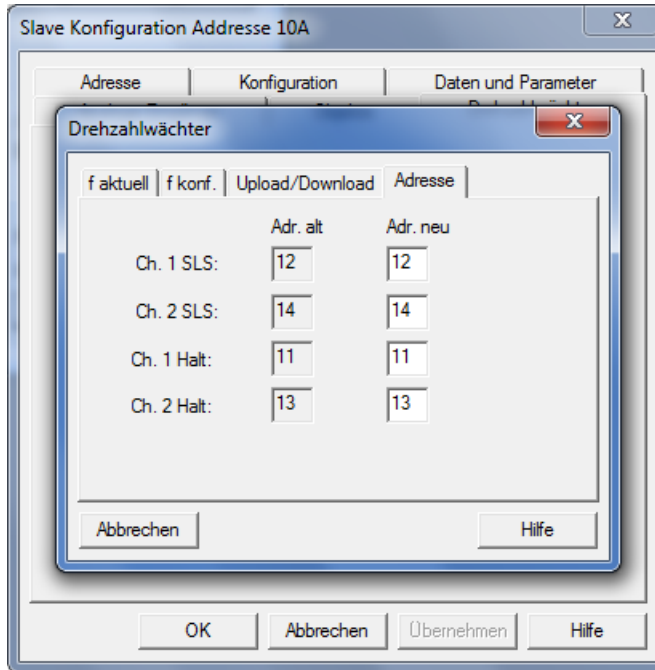 Slave Konfiguration Addresse 10A
Adresse Konfiguration Daten und Parameter
Drehzahlwächter
f aktuell f konf. Upload/Download Adresse
Adr. alt Adr. neu
Ch. 1 SLS: 12 12
Ch. 2 SLS: 14 14
Ch. 1 Halt: 11 11
Ch. 2 Halt: 13 13
Abbrechen Hilfe
OK Abbrechen Übernehmen Hilfe